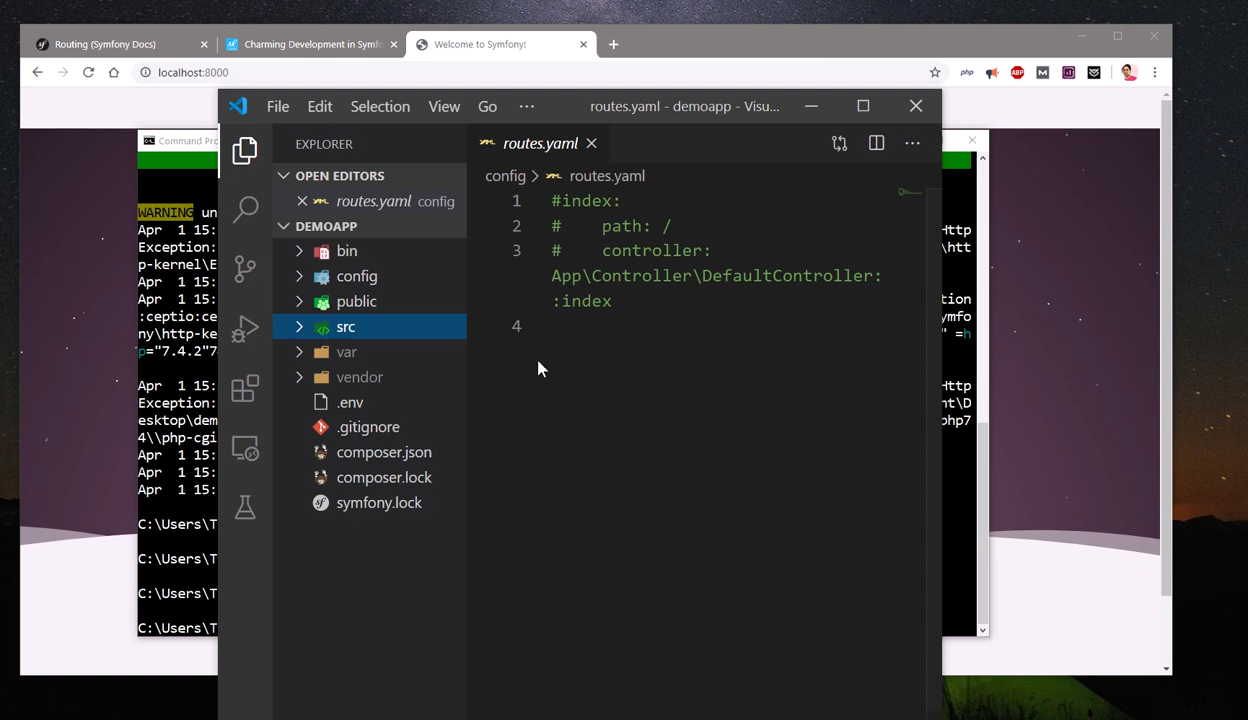 Routing (Symfony Docs)
Charming Development in Symfo
Welcome to Symfony!
localhost:8000
php
ABP
M
File Edit Selection View Go ··· routes.yaml - demoapp - Visu...
Command Pro
EXPLORER
routes.yaml
OPEN EDITORS
config > routes.yaml
routes.yaml config
DEMOAPP
bin
config
public
src
var
vendor
.env
.gitignore
composer.json
composer.lock
symfony.lock
1 #index:
2 #    path: /
3 #    controller:
App\Controller\DefaultController:
:index
4
WARNING un
Apr  1 15:
Exception:
p-kernel\E
Apr  1 15:
Apr  1 15:
:ceptio:ce
ny\http-ke
p="7.4.2"7
Apr  1 15:
Exception:
esktop\dem
4\\php-cgi
Apr  1 15:
Apr  1 15:
Apr  1 15:
C:\Users\T
C:\Users\T
C:\Users\T
C:\Users\T
Http
\htt
tion
ymfo
" =h
Http
nt\D
php7